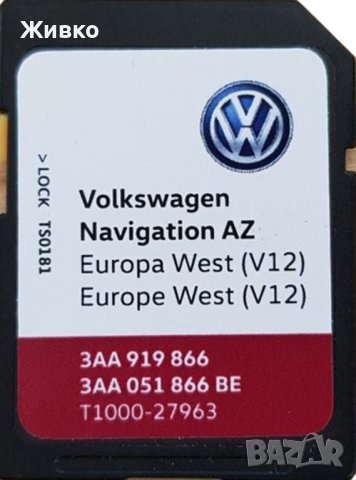 Живко
> LOCK TS0181
Volkswagen
Navigation AZ
Europa West (V12)
Europe West (V12)
3AA 919 866
3AA 051 866 BE
T1000-27963
BAZAR